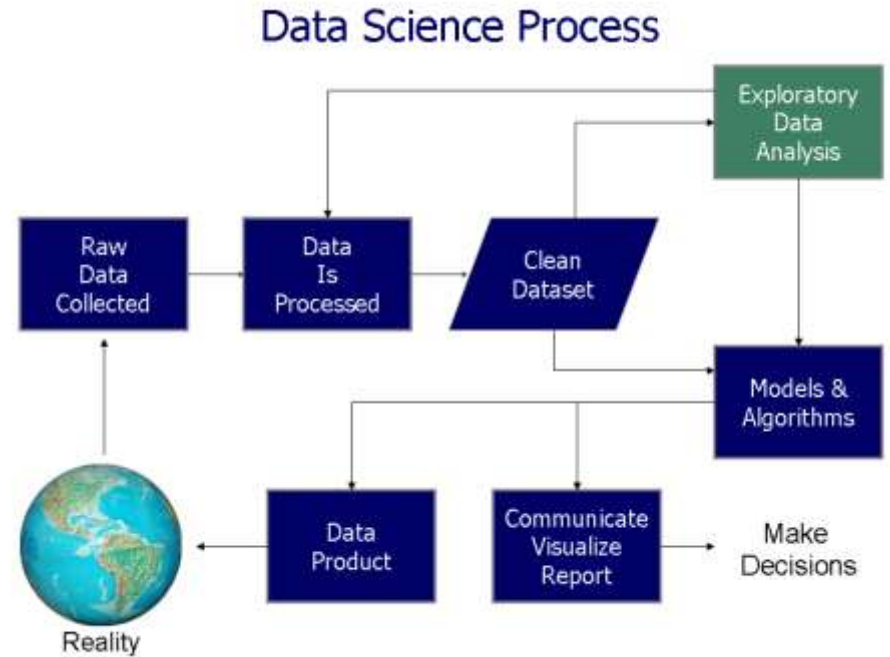 Data Science Process
Exploratory
Data
Analysis
Raw
Data
Collected
Data
Is
Processed
Clean
Dataset
Models &
Algorithms
Data
Product
Communicate
Visualize
Report
Make
Decisions
Reality